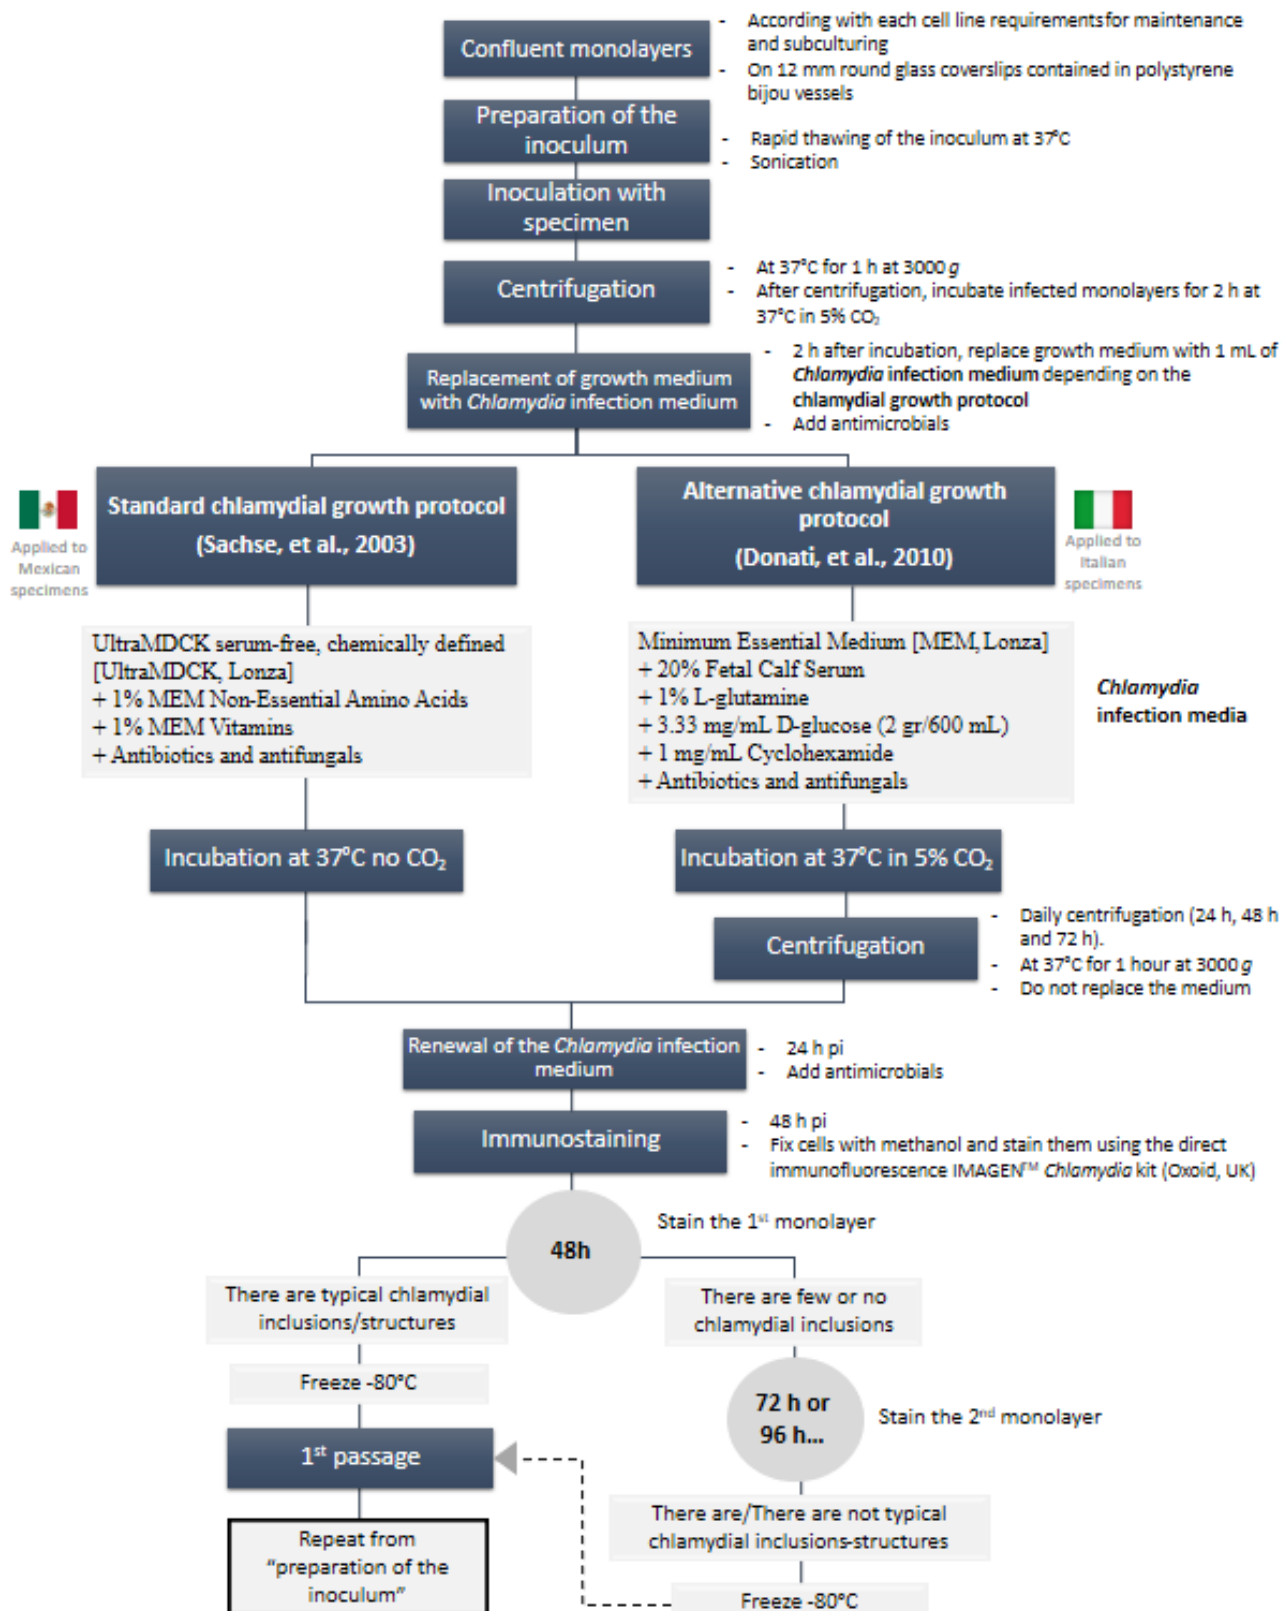 Confluent monolayers
- According with each cell line requirements for maintenance
and subculturing
- On 12 mm round glass coverslips contained in polystyrene
bijou vessels
Preparation of the
inoculum
- Rapid thawing of the inoculum at 37°C
- Sonication
Inoculation with
specimen
Centrifugation
- At 37°C for 1 h at 3000 g
- After centrifugation, incubate infected monolayers for 2 h at
37°C in 5% CO₂
Replacement of growth medium
with Chlamydia infection medium
- 2 h after incubation, replace growth medium with 1 mL of
Chlamydia infection medium depending on the
chlamydial growth protocol
- Add antimicrobials
Applied to
Mexican
specimens
Standard chlamydial growth protocol
(Sachse, et al., 2003)
Alternative chlamydial growth
protocol
(Donati, et al., 2010)
Applied to
Italian
specimens
UltraMDCK serum-free, chemically defined
[UltraMDCK, Lonza]
+ 1% MEM Non-Essential Amino Acids
+ 1% MEM Vitamins
+ Antibiotics and antifungals
Minimum Essential Medium [MEM, Lonza]
+ 20% Fetal Calf Serum
+ 1% L-glutamine
+ 3.33 mg/mL D-glucose (2 gr/600 mL)
+ 1 mg/mL Cyclohexamide
+ Antibiotics and antifungals
Chlamydia
infection media
Incubation at 37°C no CO₂
Incubation at 37°C in 5% CO₂
Centrifugation
- Daily centrifugation (24 h, 48 h
and 72 h).
- At 37°C for 1 hour at 3000 g
- Do not replace the medium
Renewal of the Chlamydia infection
medium
- 24 h pi
- Add antimicrobials
Immunostaining
- 48 h pi
- Fix cells with methanol and stain them using the direct
immunofluorescence IMAGEN™ Chlamydia kit (Oxoid, UK)
48h
Stain the 1st monolayer
There are typical chlamydial
inclusions/structures
Freeze -80°C
1st passage
Repeat from
“preparation of the
inoculum”
There are few or no
chlamydial inclusions
72 h or
96 h...
Stain the 2nd monolayer
There are/There are not typical
chlamydial inclusions-structures
Freeze -80°C